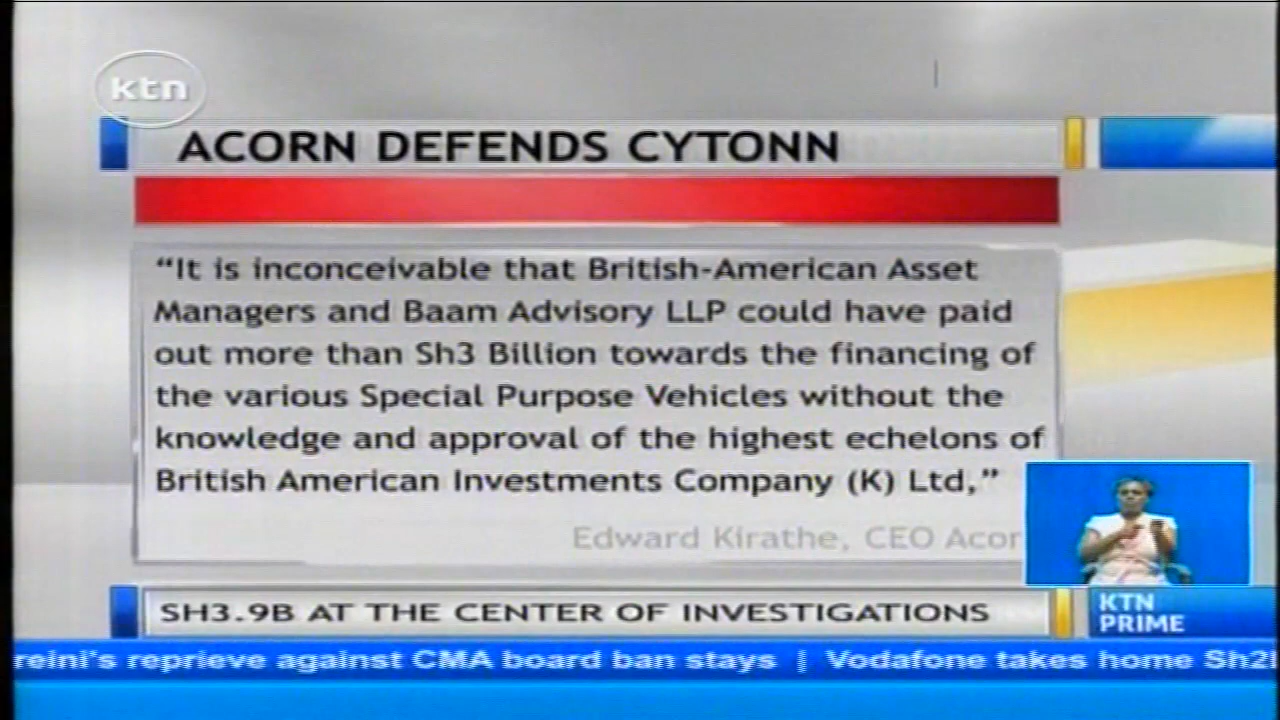 ktn
ACORN DEFENDS CYTONN
“It is inconceivable that British-American Asset
Managers and Baam Advisory LLP could have paid
out more than Sh3 Billion towards the financing of
the various Special Purpose Vehicles without the
knowledge and approval of the highest echelons of
British American Investments Company (K) Ltd,”
Edward Kirathe, CEO Acor
SH3.9B AT THE CENTER OF INVESTIGATIONS
KTN
PRIME
reini's reprieve against CMA board ban stays | Vodafone takes home Sh2